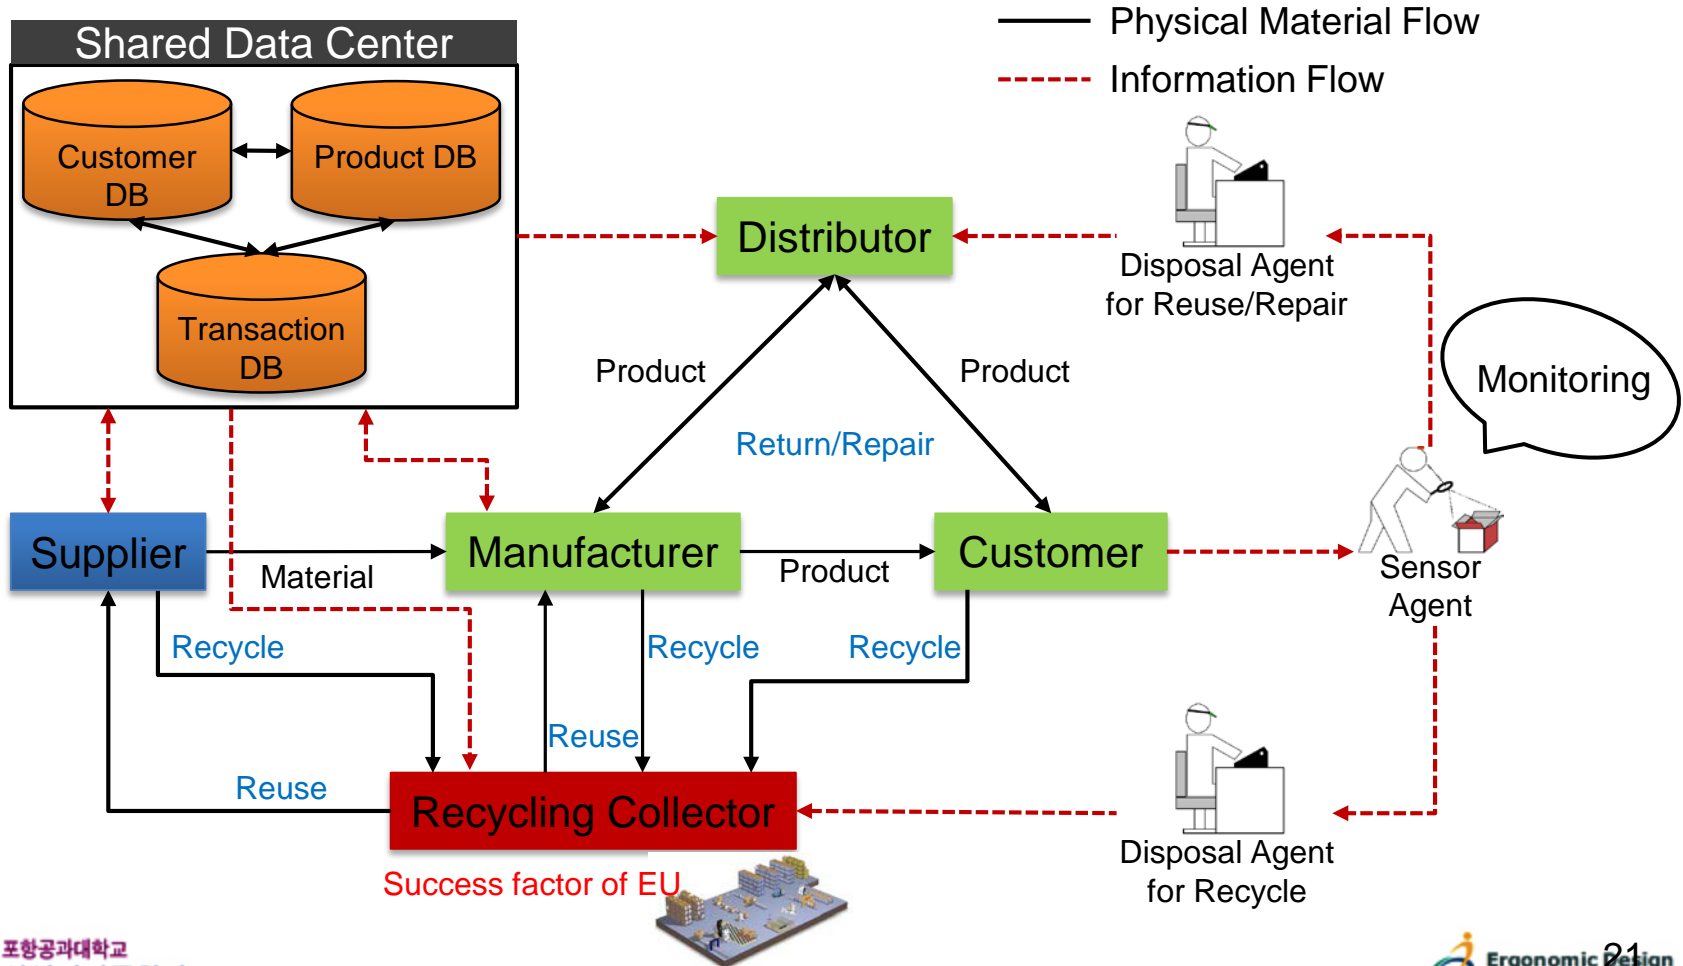 Shared Data Center
Physical Material Flow
Information Flow
Customer
DB
Product DB
Transaction
DB
Distributor
Disposal Agent
for Reuse/Repair
Monitoring
Product
Product
Return/Repair
Supplier
Material
Manufacturer
Product
Customer
Sensor
Agent
Recycle
Recycle
Recycle
Reuse
Reuse
Recycling Collector
Disposal Agent
for Recycle
Success factor of EU
포항공과대학교
Ergonomic Design
21